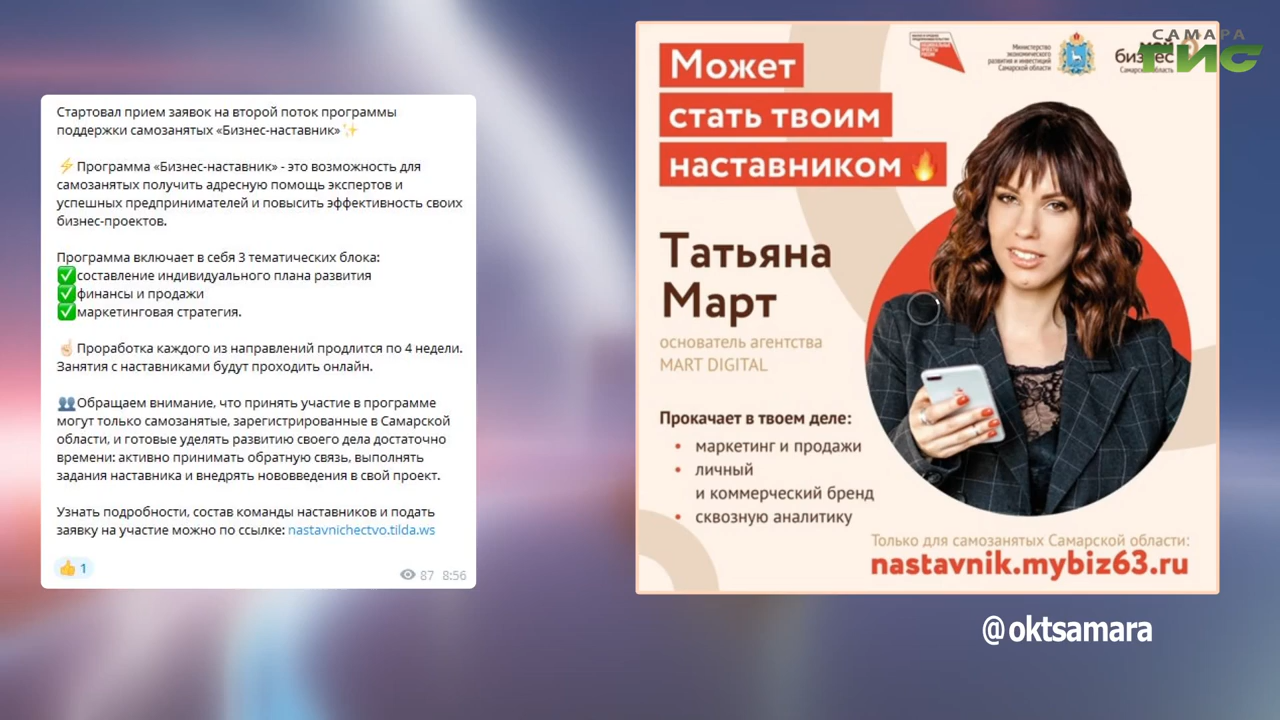 Стартовал прием заявок на второй поток программы
поддержки самозанятых «Бизнес-наставник»✨
⚡Программа «Бизнес-наставник» - это возможность для
самозанятых получить адресную помощь экспертов и
успешных предпринимателей и повысить эффективность своих
бизнес-проектов.
Программа включает в себя 3 тематических блока:
✅составление индивидуального плана развития
✅финансы и продажи
✅маркетинговая стратегия.
☝🏻Проработка каждого из направлений продлится по 4 недели.
Занятия с наставниками будут проходить онлайн.
👥Обращаем внимание, что принять участие в программе
могут только самозанятые, зарегистрированные в Самарской
области, и готовые уделять развитию своего дела достаточно
времени: активно принимать обратную связь, выполнять
задания наставника и внедрять нововведения в свой проект.
Узнать подробности, состав команды наставников и подать
заявку на участие можно по ссылке: nastavnichectvo.tilda.ws
👍 1
87 8:56
Министерство
экономического
развития и инвестиций
Самарской области
бизнес
САМАРА
ГИС
Может
стать твоим
наставником🔥
Татьяна
Март
основатель агентства
MART DIGITAL
Прокачает в твоем деле:
• маркетинг и продажи
• личный
и коммерческий бренд
• сквозную аналитику
Только для самозанятых Самарской области:
nastavnik.mybiz63.ru
@oktsamara